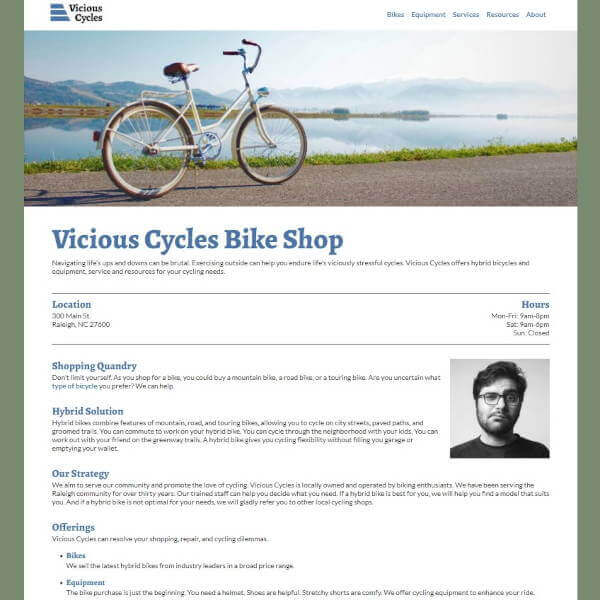 Vicious
Cycles
Bikes Equipment Services Resources About
Vicious Cycles Bike Shop
Navigating life's ups and downs can be brutal. Exercising outside can help you endure life's viciously stressful cycles. Vicious Cycles offers hybrid bicycles and
equipment, service and resources for your cycling needs.
Location
300 Main St.
Raleigh, NC 27600
Hours
Mon-Fri: 9am-8pm
Sat: 9am-6pm
Sun: Closed
Shopping Quandry
Don't limit yourself. As you shop for a bike, you could buy a mountain bike, a road bike, or a touring bike. Are you uncertain what
type of bicycle you prefer? We can help.
Hybrid Solution
Hybrid bikes combine features of mountain, road, and touring bikes, allowing you to cycle on city streets, paved paths, and
groomed trails. You can commute to work on your hybrid bike. You can cycle through the neighborhood with your kids. You can
work out with your friend on the greenway trails. A hybrid bike gives you cycling flexibility without filling you garage or
emptying your wallet.
Our Strategy
We aim to serve our community and promote the love of cycling. Vicious Cycles is locally owned and operated by biking enthusiasts. We have been serving the
Raleigh community for over thirty years. Our trained staff can help you decide what you need. If a hybrid bike is best for you, we will help you find a model that suits
you. And if a hybrid bike is not optimal for your needs, we will gladly refer you to other local cycling shops.
Offerings
Vicious Cycles can resolve your shopping, repair, and cycling dilemmas.
• Bikes
We sell the latest hybrid bikes from industry leaders in a broad price range.
• Equipment
The bike purchase is just the beginning. You need a helmet. Shoes are helpful. Stretchy shorts are comfy. We offer cycling equipment to enhance your ride.